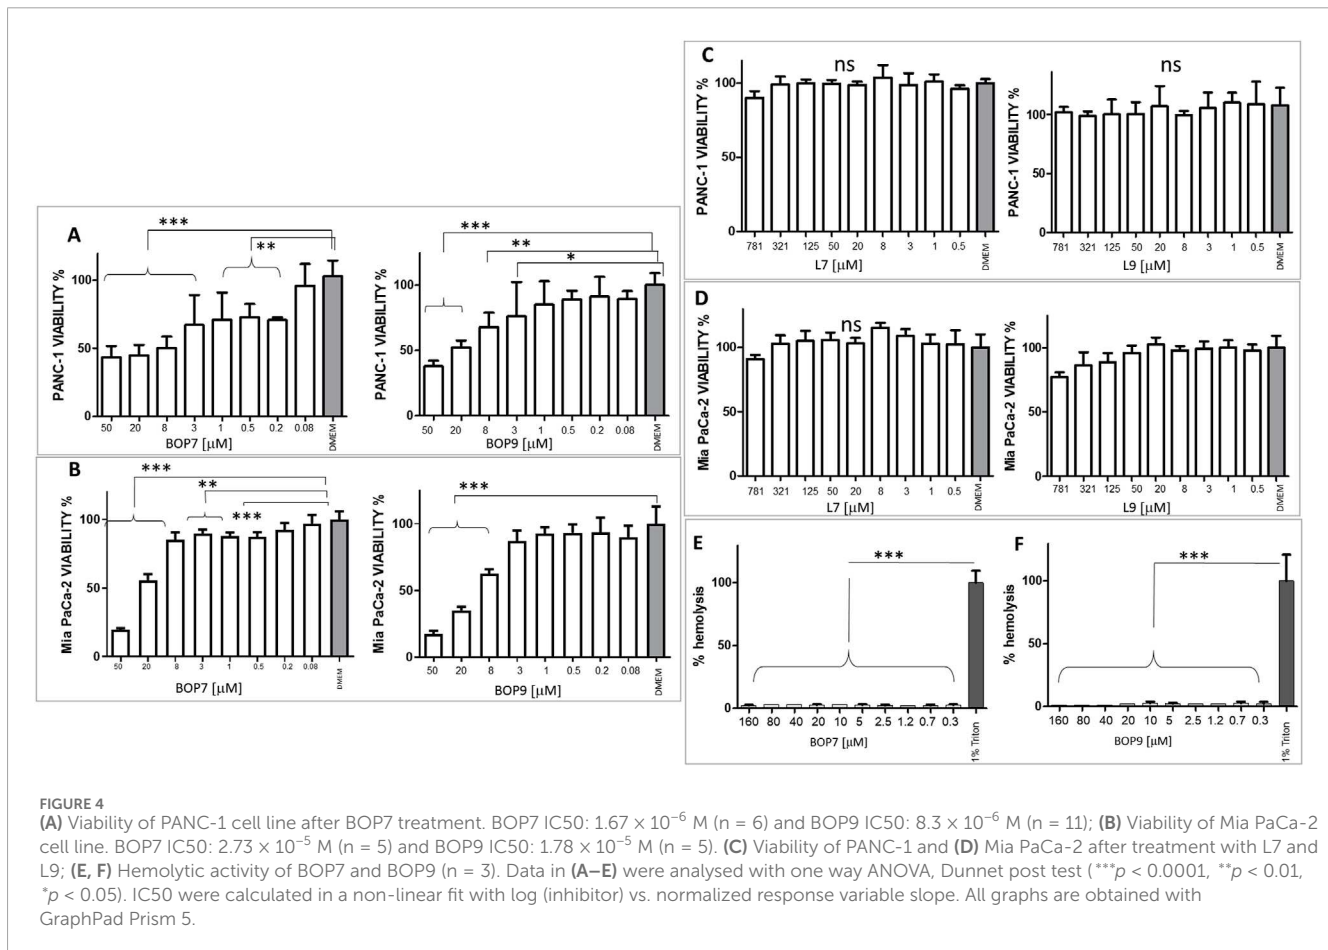 A
PANC-1 VIABILITY %
100
50
0
***
**
50 20 8 3 1 0.5 0.2 0.08 DMEM
BOP7 [µM]
PANC-1 VIABILITY %
100
50
0
***
**
*
50 20 8 3 1 0.5 0.2 0.08 DMEM
BOP9 [µM]
B
Mia PaCa-2 VIABILITY %
100
50
0
***
**
***
50 20 8 3 1 0.5 0.2 0.08 DMEM
BOP7 [µM]
Mia PaCa-2 VIABILITY %
100
50
0
***
50 20 8 3 1 0.5 0.2 0.08 DMEM
BOP9 [µM]
C
PANC-1 VIABILITY %
100
50
0
ns
781 321 125 50 20 8 3 1 0.5 DMEM
L7 [µM]
PANC-1 VIABILITY %
100
50
0
ns
781 321 125 50 20 8 3 1 0.5 DMEM
L9 [µM]
D
Mia PaCa-2 VIABILITY %
100
50
0
ns
781 321 125 50 20 8 3 1 0.5 DMEM
L7 [µM]
Mia PaCa-2 VIABILITY %
100
50
0
781 321 125 50 20 8 3 1 0.5 DMEM
L9 [µM]
E
% hemolysis
100
50
0
***
160 80 40 20 10 5 2.5 1.2 0.7 0.3 1% Triton
BOP7 [µM]
F
% hemolysis
100
50
0
***
160 80 40 20 10 5 2.5 1.2 0.7 0.3 1% Triton
BOP9 [µM]
FIGURE 4
(A) Viability of PANC-1 cell line after BOP7 treatment. BOP7 IC50: 1.67 × 10⁻⁶ M (n = 6) and BOP9 IC50: 8.3 × 10⁻⁶ M (n = 11); (B) Viability of Mia PaCa-2
cell line. BOP7 IC50: 2.73 × 10⁻⁵ M (n = 5) and BOP9 IC50: 1.78 × 10⁻⁵ M (n = 5). (C) Viability of PANC-1 and (D) Mia PaCa-2 after treatment with L7 and
L9; (E, F) Hemolytic activity of BOP7 and BOP9 (n = 3). Data in (A–E) were analysed with one way ANOVA, Dunnet post test (***p < 0.0001, **p < 0.01,
*p < 0.05). IC50 were calculated in a non-linear fit with log (inhibitor) vs. normalized response variable slope. All graphs are obtained with
GraphPad Prism 5.